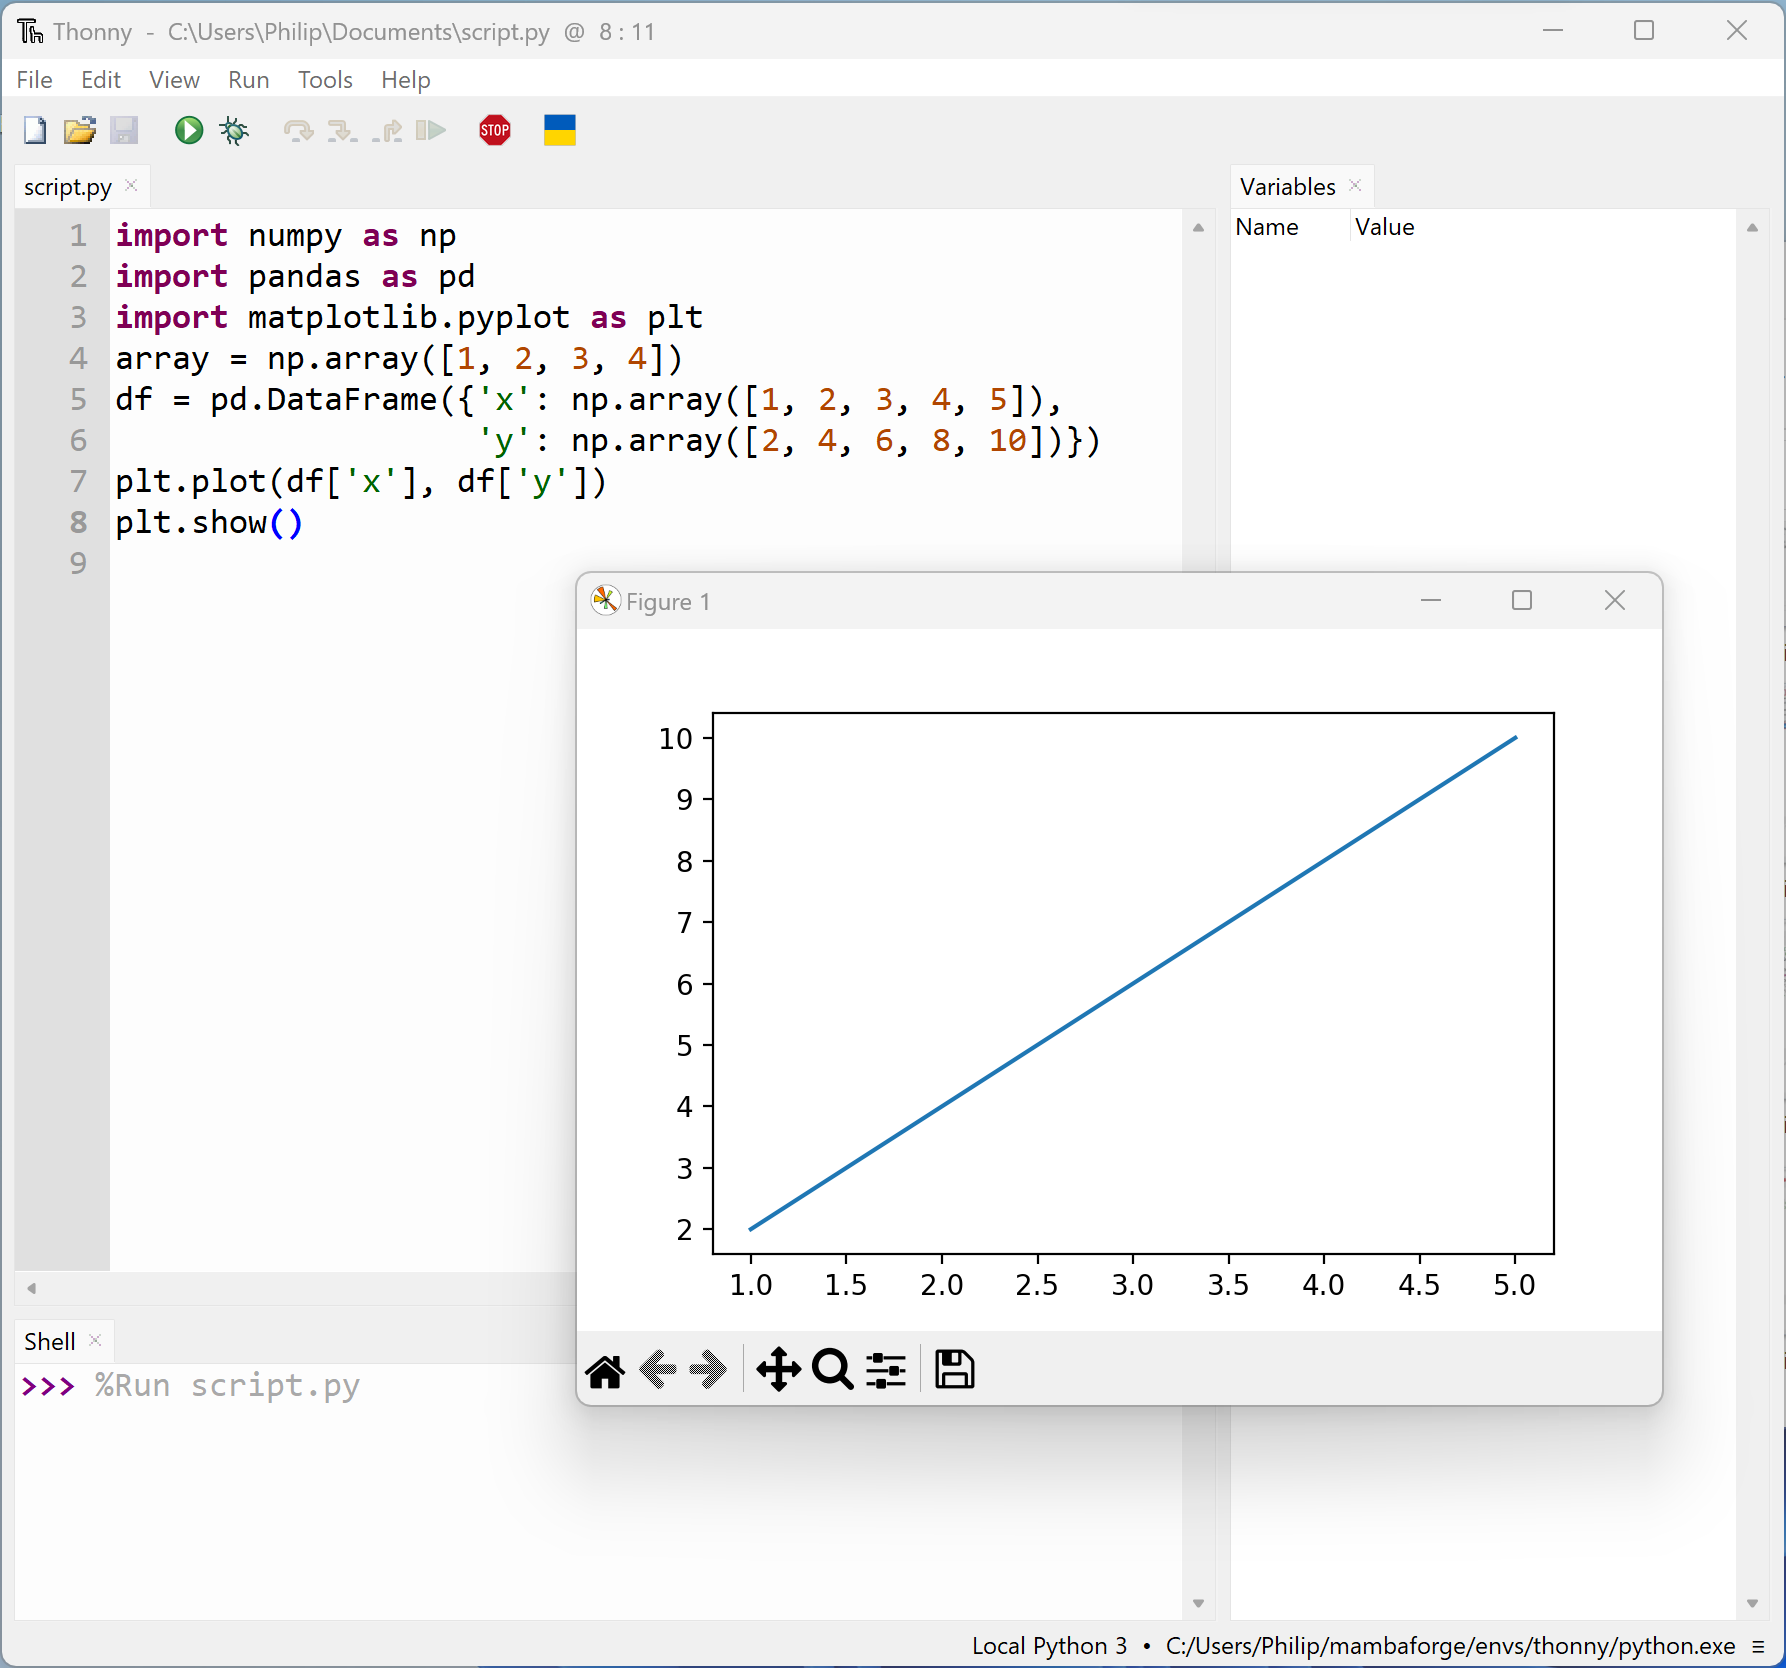 Thonny - C:\Users\Philip\Documents\script.py @ 8 : 11
File Edit View Run Tools Help
STOP
script.py
1 import numpy as np
2 import pandas as pd
3 import matplotlib.pyplot as plt
4 array = np.array([1, 2, 3, 4])
5 df = pd.DataFrame({'x': np.array([1, 2, 3, 4, 5]),
6                    'y': np.array([2, 4, 6, 8, 10])})
7 plt.plot(df['x'], df['y'])
8 plt.show()
9
Variables
Name Value
Figure 1
10
9
8
7
6
5
4
3
2
1.0 1.5 2.0 2.5 3.0 3.5 4.0 4.5 5.0
Shell
>>> %Run script.py
Local Python 3 • C:/Users/Philip/mambaforge/envs/thonny/python.exe ≡